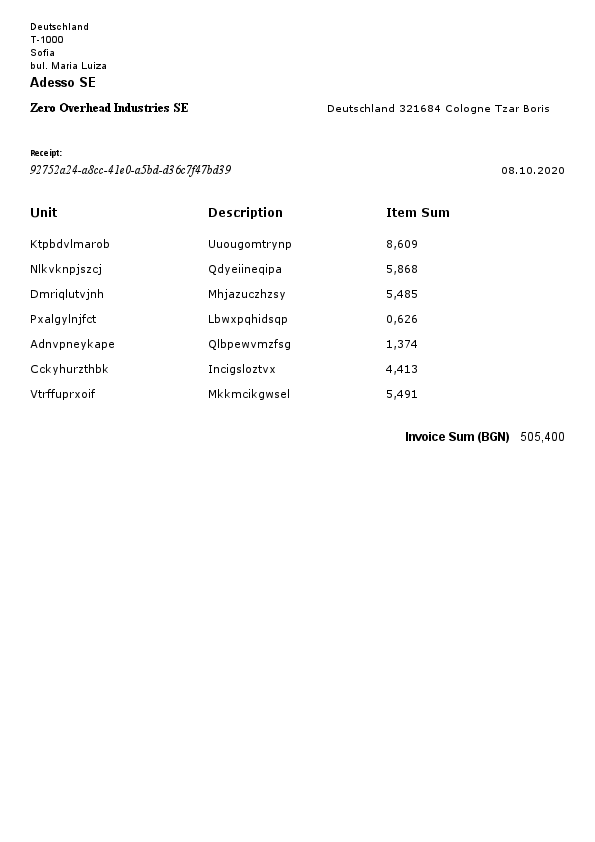 Deutschland
T-1000
Sofia
bul. Maria Luiza
Adesso SE
Zero Overhead Industries SE Deutschland 321684 Cologne Tzar Boris
Receipt:
92752a24-a8cc-41e0-a5bd-d36c7f47bd39 08.10.2020
Unit Description Item Sum
Ktpbdvlmarob Uuougomtrynp 8,609
Nlkvknpjszcj Qdyeiineqipa 5,868
Dmriqlutvjnh Mhjazuczhzsy 5,485
Pxalgylnjfct Lbwxpqhidsqp 0,626
Adnvpneykape Qlbpewvmzfsg 1,374
Cckyhurzthbk Incigsloztvx 4,413
Vtrffuprxoif Mkkmcikgwsel 5,491
Invoice Sum (BGN) 505,400